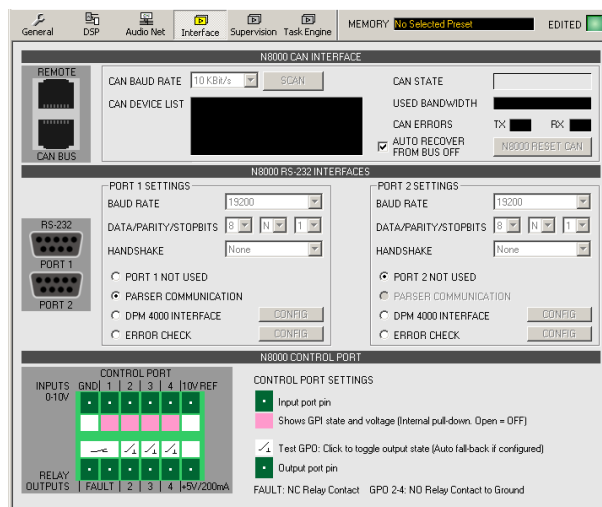 General DSP Audio Net Interface Supervision Task Engine MEMORY No Selected Preset EDITED
N8000 CAN INTERFACE
REMOTE
CAN BUS
CAN BAUD RATE 10 KBit/s SCAN
CAN DEVICE LIST
CAN STATE
USED BANDWIDTH
CAN ERRORS TX RX
AUTO RECOVER
FROM BUS OFF
N8000 RESET CAN
N8000 RS-232 INTERFACES
RS-232
PORT 1
PORT 2
PORT 1 SETTINGS
BAUD RATE 19200
DATA/PARITY/STOPBITS 8 N 1
HANDSHAKE None
PORT 1 NOT USED
PARSER COMMUNICATION
DPM 4000 INTERFACE CONFIG
ERROR CHECK CONFIG
PORT 2 SETTINGS
BAUD RATE 19200
DATA/PARITY/STOPBITS 8 N 1
HANDSHAKE None
PORT 2 NOT USED
PARSER COMMUNICATION
DPM 4000 INTERFACE CONFIG
ERROR CHECK CONFIG
N8000 CONTROL PORT
CONTROL PORT
INPUTS GND 1 2 3 4 10V REF
0-10V
RELAY
OUTPUTS FAULT 2 3 4 +5V/200mA
CONTROL PORT SETTINGS
Input port pin
Shows GPI state and voltage (Internal pull-down. Open = OFF)
Test GPO: Click to toggle output state (Auto fall-back if configured)
Output port pin
FAULT: NC Relay Contact GPO 2-4: NO Relay Contact to Ground